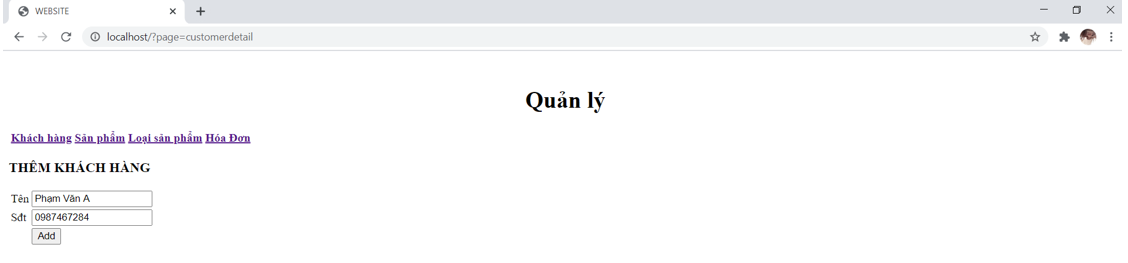 WEBSITE
localhost/?page=customerdetail
Quản lý
Khách hàng Sản phẩm Loại sản phẩm Hóa Đơn
THÊM KHÁCH HÀNG
Tên Phạm Văn A
Sđt 0987467284
Add